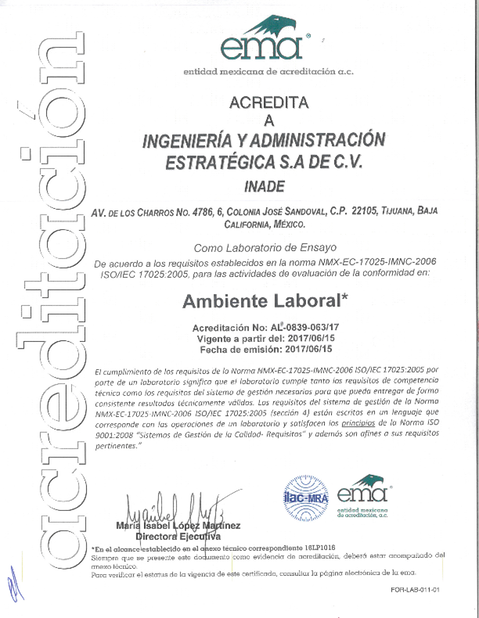 acreditación
ema®
entidad mexicana de acreditación a.c.
ACREDITA
A
INGENIERÍA Y ADMINISTRACIÓN
ESTRATÉGICA S.A DE C.V.
INADE
AV. DE LOS CHARROS NO. 4786, 6, COLONIA JOSÉ SANDOVAL, C.P. 22105, TIJUANA, BAJA
CALIFORNIA, MÉXICO.
Como Laboratorio de Ensayo
De acuerdo a los requisitos establecidos en la norma NMX-EC-17025-IMNC-2006
ISO/IEC 17025:2005, para las actividades de evaluación de la conformidad en:
Ambiente Laboral*
Acreditación No: AL-0839-063/17
Vigente a partir del: 2017/06/15
Fecha de emisión: 2017/06/15
El cumplimiento de los requisitos de la Norma NMX-EC-17025-IMNC-2006 ISO/IEC 17025:2005 por
parte de un laboratorio significa que el laboratorio cumple tanto los requisitos de competencia
técnica como los requisitos del sistema de gestión necesarios para que pueda entregar de forma
consistente resultados técnicamente válidos. Los requisitos del sistema de gestión de la Norma
NMX-EC-17025-IMNC-2006 ISO/IEC 17025:2005 (sección 4) están escritos en un lenguaje que
corresponde con las operaciones de un laboratorio y satisfacen los principios de la Norma ISO
9001:2008 "Sistemas de Gestión de la Calidad- Requisitos" y además son afines a sus requisitos
pertinentes."
María Isabel López Martínez
Directora Ejecutiva
ilac-MRA
ema®
entidad mexicana
de acreditación, a.c.
*En el alcance establecido en el anexo técnico correspondiente 16LP1016
Siempre que se presente este documento como evidencia de acreditación, deberá estar acompañado del
anexo técnico.
Para verificar el estatus de la vigencia de este certificado, consultar la página electrónica de la ema.
FOR-LAB-011-01